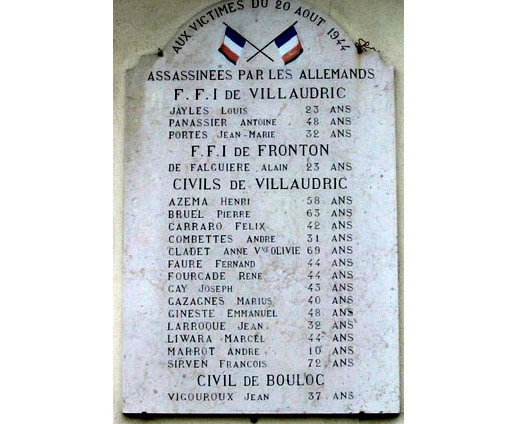 AUX VICTIMES DU 20 AOUT 1944
ASSASSINEES PAR LES ALLEMANDS
F.F.I DE VILLAUDRIC
JAYLES LOUIS 23 ANS
PANASSIER ANTOINE 48 ANS
PORTES JEAN-MARIE 32 ANS
F.F.I DE FRONTON
DE FALGUIERE ALAIN 23 ANS
CIVILS DE VILLAUDRIC
AZEMA HENRI 58 ANS
BRUEL PIERRE 63 ANS
CARRARO FELIX 42 ANS
COMBETTES ANDRE 31 ANS
CLADET ANNE VVE OLIVIE 69 ANS
FAURE FERNAND 44 ANS
FOURCADE RENE 44 ANS
GAY JOSEPH 43 ANS
GAZAGNES MARIUS 40 ANS
GINESTE EMMANUEL 48 ANS
LARROQUE JEAN 32 ANS
LIWARA MARCEL 44 ANS
MARROT ANDRE 10 ANS
SIRVEN FRANCOIS 72 ANS
CIVIL DE BOULOC
VIGOUROUX JEAN 37 ANS